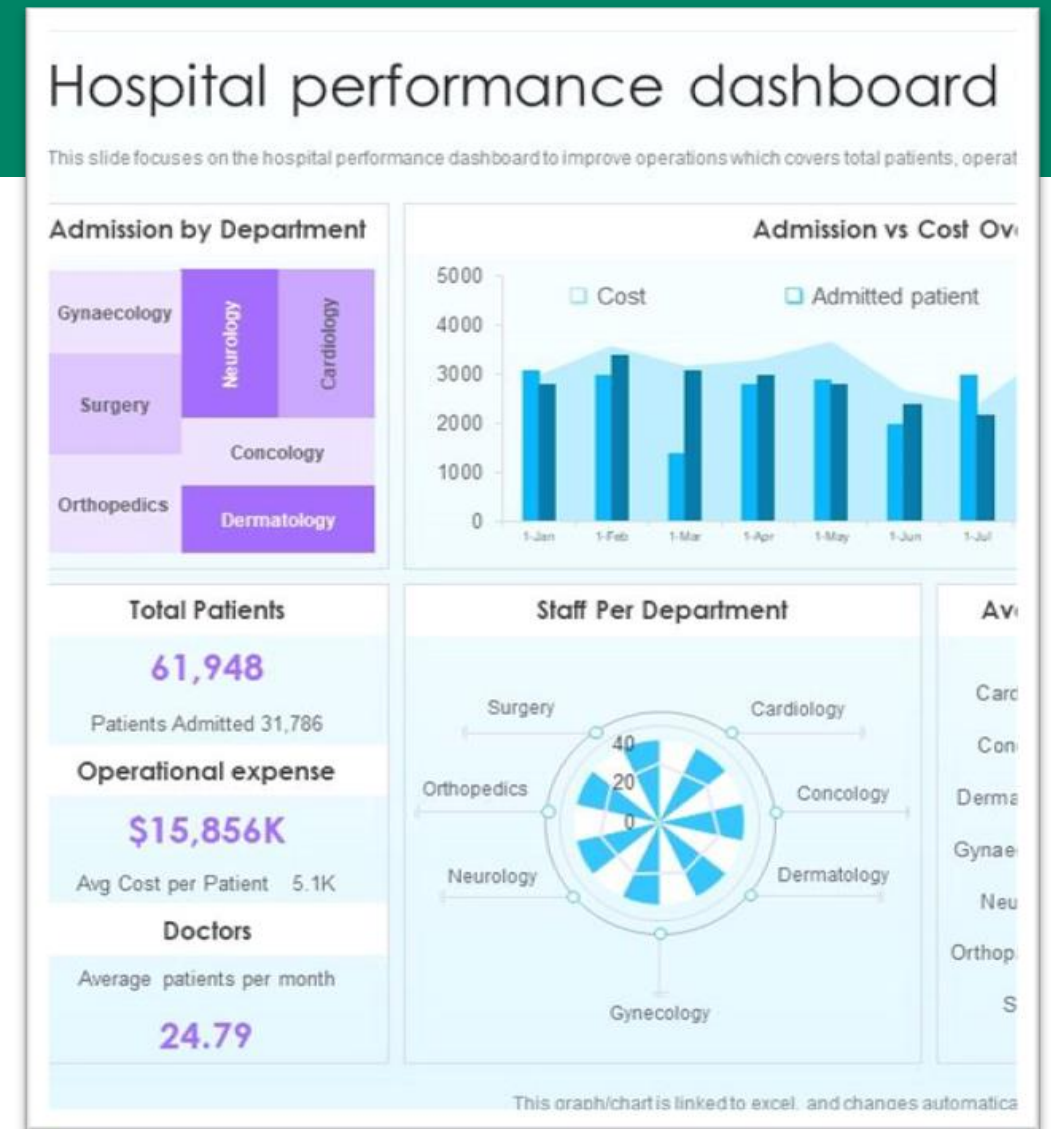 Hospital performance dashboard
This slide focuses on the hospital performance dashboard to improve operations which covers total patients, operat
Admission by Department
Gynaecology
Surgery
Orthopedics
Neurology
Cardiology
Concology
Dermatology
Admission vs Cost Ov
Cost
Admitted patient
5000
4000
3000
2000
1000
0
1-Jan 1-Feb 1-Mar 1-Apr 1-May 1-Jun 1-Jul
Total Patients
61,948
Patients Admitted 31,786
Operational expense
$15,856K
Avg Cost per Patient 5.1K
Doctors
Average patients per month
24.79
Staff Per Department
Surgery
Cardiology
Orthopedics
Concology
Neurology
Dermatology
Gynecology
40
20
0
Av
Card
Con
Derma
Gynae
Neu
Orthop
S
This graph/chart is linked to excel, and changes automatica